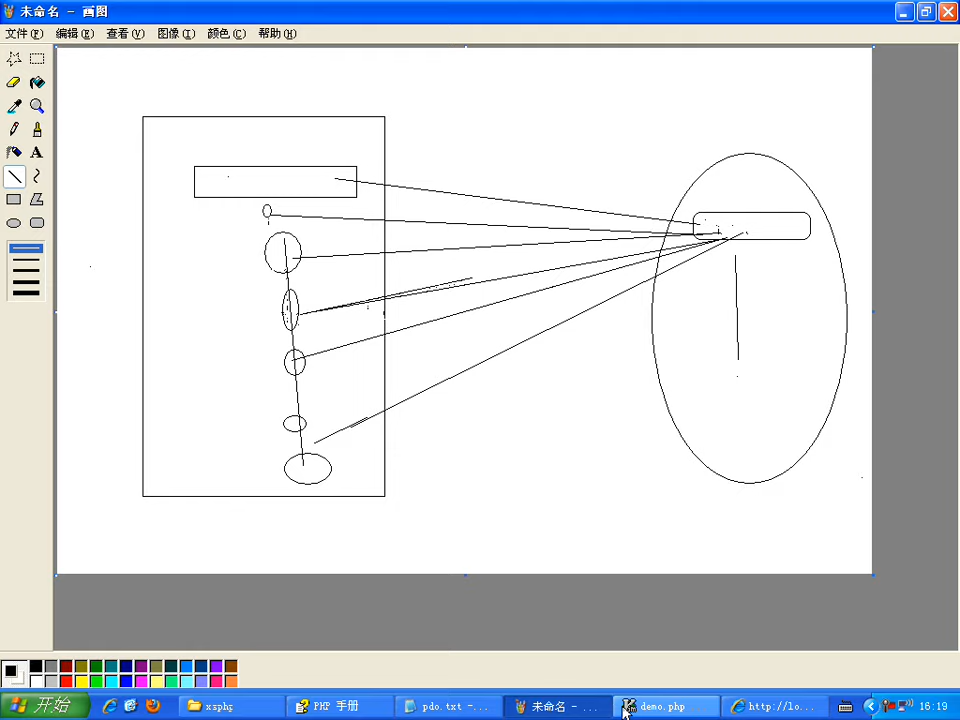 未命名 - 画图
文件(F) 编辑(E) 查看(V) 图像(I) 颜色(C) 帮助(H)
A
开始 xsphp PHP 手册 pdo.txt -... 未命名 - ... demo.php http://lo... 16:19